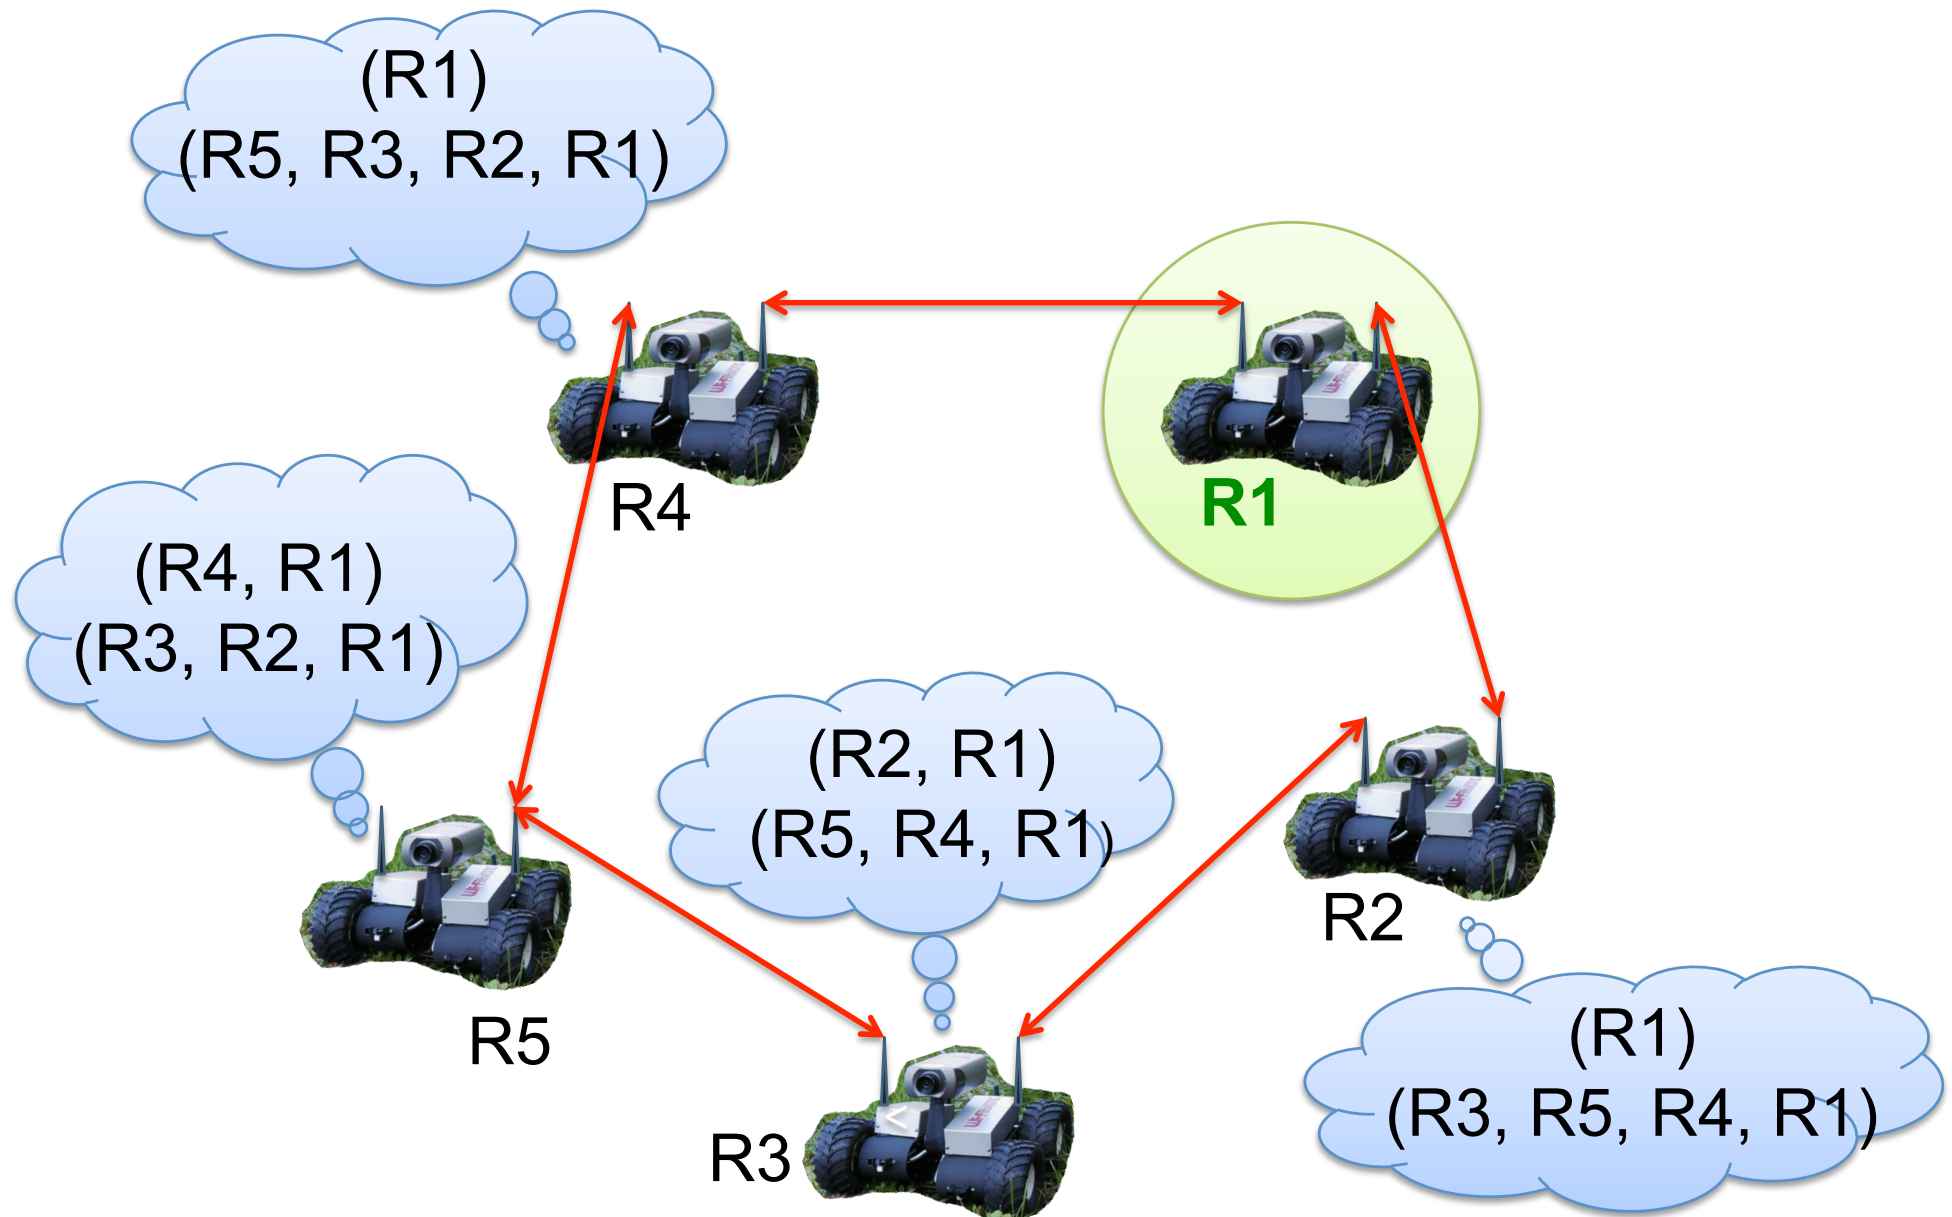 (R1)
(R5, R3, R2, R1)
R4
R1
(R4, R1)
(R3, R2, R1)
(R2, R1)
(R5, R4, R1)
R2
R5
(R1)
(R3, R5, R4, R1)
R3